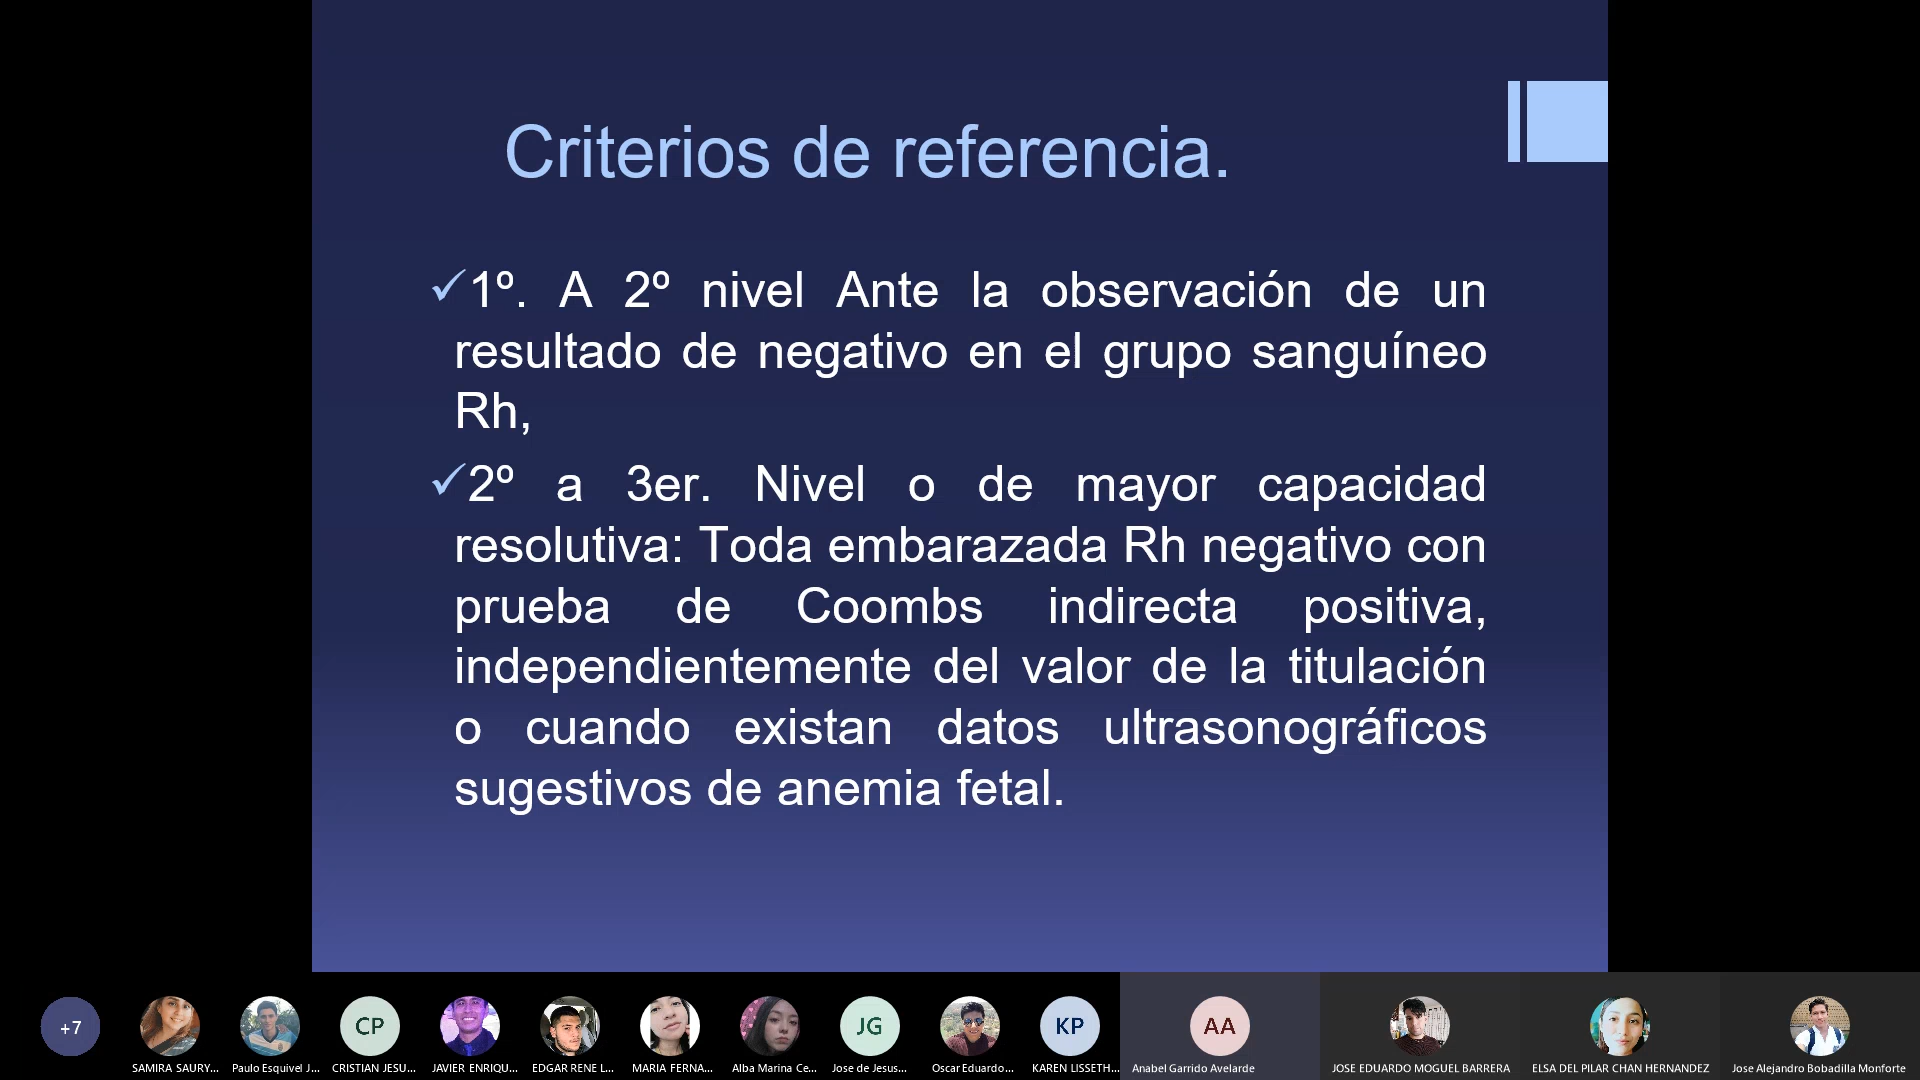 Criterios de referencia.
✓1º. A 2º nivel Ante la observación de un
resultado de negativo en el grupo sanguíneo
Rh,
✓2º a 3er. Nivel o de mayor capacidad
resolutiva: Toda embarazada Rh negativo con
prueba de Coombs indirecta positiva,
independientemente del valor de la titulación
o cuando existan datos ultrasonográficos
sugestivos de anemia fetal.
+7
CP
JG
KP
AA
SAMIRA SAURY...
Paulo Esquivel J...
CRISTIAN JESU...
JAVIER ENRIQU...
EDGAR RENE L...
MARIA FERNA...
Alba Marina Ce...
Jose de Jesus...
Oscar Eduardo...
KAREN LISSETH...
Anabel Garrido Avelarde
JOSE EDUARDO MOGUEL BARRERA
ELSA DEL PILAR CHAN HERNANDEZ
Jose Alejandro Bobadilla Monforte